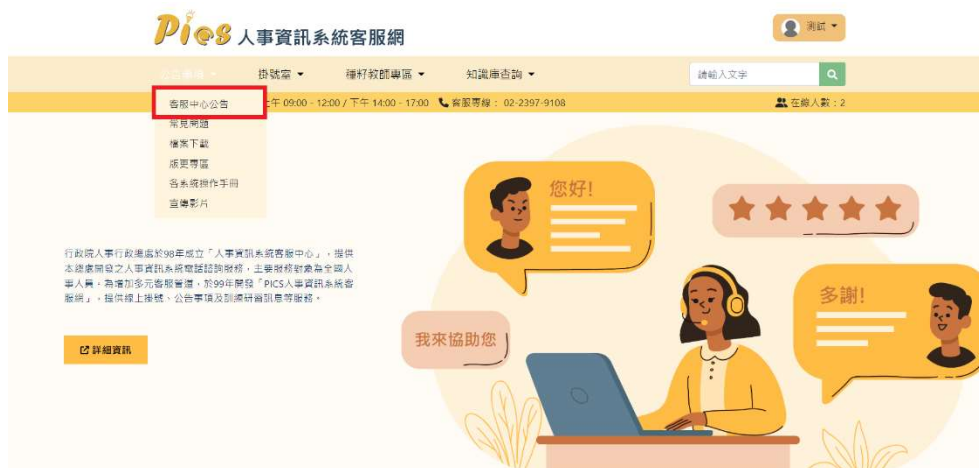 Pics 人事資訊系統客服網
測試
掛號室 種籽教師專區 知識庫查詢
請輸入文字
客服中心公告
上午 09:00 - 12:00 / 下午 14:00 - 17:00 客服專線： 02-2397-9108
在線人數：2
常見問題
檔案下載
版更專區
各系統操作手冊
宣傳影片
行政院人事行政總處於98年成立「人事資訊系統客服中心」，提供
本總處開發之人事資訊系統電話諮詢服務，主要服務對象為全國人
事人員，為增加多元客服管道，於99年開發「PICS人事資訊系統客
服網」，提供線上掛號、公告事項及訓練研習訊息等服務。
詳細資訊
您好!
我來協助您
多謝!